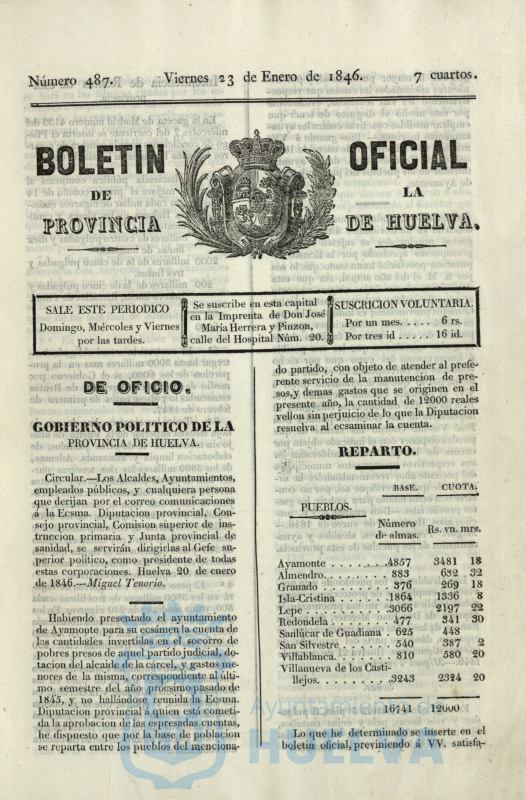 Número 487. Viernes 23 de Enero de 1846. 7 cuartos.
BOLETIN OFICIAL
DE LA
PROVINCIA DE HUELVA.
SALE ESTE PERIODICO
Domingo, Miércoles y Viernes
por las tardes.
Se suscribe en esta capital
en la Imprenta de Don José
María Herrera y Pinzon,
calle del Hospital Núm. 20.
SUSCRICION VOLUNTARIA.
Por un mes. . . . . 6 rs.
Por tres id . . . . . 16 id.
DE OFICIO.
GOBIERNO POLITICO DE LA
PROVINCIA DE HUELVA.
Circular.—Los Alcaldes, Ayuntamientos,
empleados públicos, y cualquiera persona
que derijan por el correo comunicaciones
á la Ecsma. Diputacion provincial, Con-
sejo provincial, Comision superior de ins-
truccion primaria y Junta provincial de
sanidad, se servirán dirigirlas al Gefe su-
perior político, como presidente de todas
estas corporaciones. Huelva 20 de enero
de 1846.—Miguel Tenorio.
Habiendo presentado el ayuntamiento
de Ayamonte para su ecsámen la cuenta de
las cantidades invertidas en el socorro de
pobres presos de aquel partido judicial, do-
tacion del alcaide de la cárcel, y gastos me-
nores de la misma, correspondiente al últi-
mo semestre del año procsimo pasado de
1845, y no hallándose reunida la Ecsma.
Diputacion provincial á quien está cometi-
da la aprobacion de las espresadas cuentas,
he dispuesto que por la base de poblacion
se reparta entre los pueblos del menciona-
do partido, con objeto de atender al prefe-
rente servicio de la manutencion de pre-
sos, y demas gastos que se originen en el
presente año, la cantidad de 12000 reales
vellon sin perjuicio de lo que la Diputacion
resuelva al ecsaminar la cuenta.
REPARTO.
BASE. CUOTA.
PUEBLOS.
Número
de almas. Rs. vn. mrs.
Ayamonte . . . . . . . 4857 3481 18
Almendro. . . . . . . . 883 632 32
Granado . . . . . . . . 376 269 18
Isla-Cristina . . . . . . 1864 1336 8
Lepe . . . . . . . . . 3066 2197 22
Redondela . . . . . . . 477 341 30
Sanlúcar de Guadiana . 625 448
San Silvestre . . . . . . 540 387 2
Villablanca. . . . . . . 810 580 20
Villanueva de los Casti-
llejos. . . . . . . . . 3243 2324 20
16741 12000
Lo que he determinado se inserte en el
boletin oficial, previniendo á VV. satisfa-
Ayuntamiento de
HUELVA